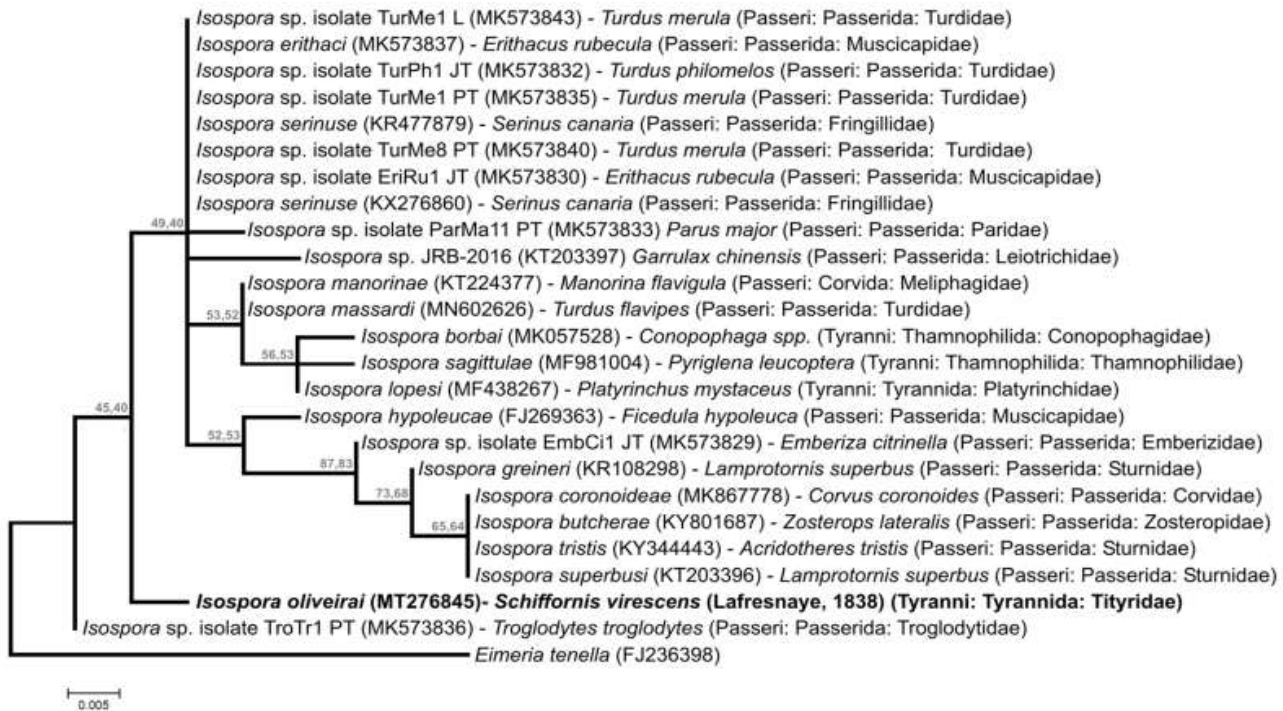 Isospora sp. isolate TurMe1 L (MK573843) - Turdus merula (Passeri: Passerida: Turdidae)
Isospora erithaci (MK573837) - Erithacus rubecula (Passeri: Passerida: Muscicapidae)
Isospora sp. isolate TurPh1 JT (MK573832) - Turdus philomelos (Passeri: Passerida: Turdidae)
Isospora sp. isolate TurMe1 PT (MK573835) - Turdus merula (Passeri: Passerida: Turdidae)
Isospora serinuse (KR477879) - Serinus canaria (Passeri: Passerida: Fringillidae)
Isospora sp. isolate TurMe8 PT (MK573840) - Turdus merula (Passeri: Passerida: Turdidae)
Isospora sp. isolate EriRu1 JT (MK573830) - Erithacus rubecula (Passeri: Passerida: Muscicapidae)
Isospora serinuse (KX276860) - Serinus canaria (Passeri: Passerida: Fringillidae)
49,40
Isospora sp. isolate ParMa11 PT (MK573833) Parus major (Passeri: Passerida: Paridae)
Isospora sp. JRB-2016 (KT203397) Garrulax chinensis (Passeri: Passerida: Leiotrichidae)
Isospora manorinae (KT224377) - Manorina flavigula (Passeri: Corvida: Meliphagidae)
Isospora massardi (MN602626) - Turdus flavipes (Passeri: Passerida: Turdidae)
53,52
Isospora borbai (MK057528) - Conopophaga spp. (Tyranni: Thamnophilida: Conopophagidae)
56,53
Isospora sagittulae (MF981004) - Pyriglena leucoptera (Tyranni: Thamnophilida: Thamnophilidae)
Isospora lopesi (MF438267) - Platyrinchus mystaceus (Tyranni: Tyrannida: Platyrinchidae)
45,40
Isospora hypoleucae (FJ269363) - Ficedula hypoleuca (Passeri: Passerida: Muscicapidae)
52,53
Isospora sp. isolate EmbCi1 JT (MK573829) - Emberiza citrinella (Passeri: Passerida: Emberizidae)
87,83
Isospora greineri (KR108298) - Lamprotornis superbus (Passeri: Passerida: Sturnidae)
73,68
Isospora coronoideae (MK867778) - Corvus coronoides (Passeri: Passerida: Corvidae)
Isospora butcherae (KY801687) - Zosterops lateralis (Passeri: Passerida: Zosteropidae)
65,64
Isospora tristis (KY344443) - Acridotheres tristis (Passeri: Passerida: Sturnidae)
Isospora superbusi (KT203396) - Lamprotornis superbus (Passeri: Passerida: Sturnidae)
Isospora oliveirai (MT276845)- Schiffornis virescens (Lafresnaye, 1838) (Tyranni: Tyrannida: Tityridae)
Isospora sp. isolate TroTr1 PT (MK573836) - Troglodytes troglodytes (Passeri: Passerida: Troglodytidae)
Eimeria tenella (FJ236398)
0.005